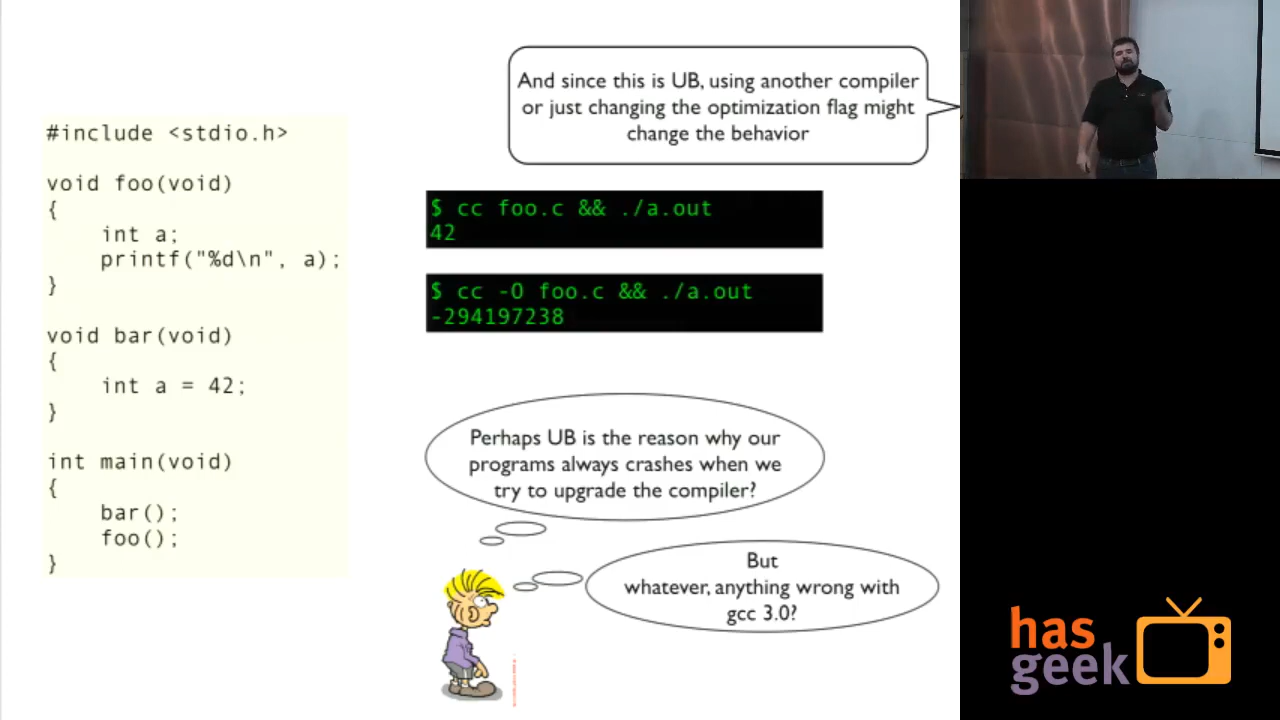 And since this is UB, using another compiler
or just changing the optimization flag might
change the behavior
#include <stdio.h>
void foo(void)
{
    int a;
    printf("%d\n", a);
}
void bar(void)
{
    int a = 42;
}
int main(void)
{
    bar();
    foo();
}
$ cc foo.c && ./a.out
42
$ cc -O foo.c && ./a.out
-294197238
Perhaps UB is the reason why our
programs always crashes when we
try to upgrade the compiler?
But
whatever, anything wrong with
gcc 3.0?
has
geek